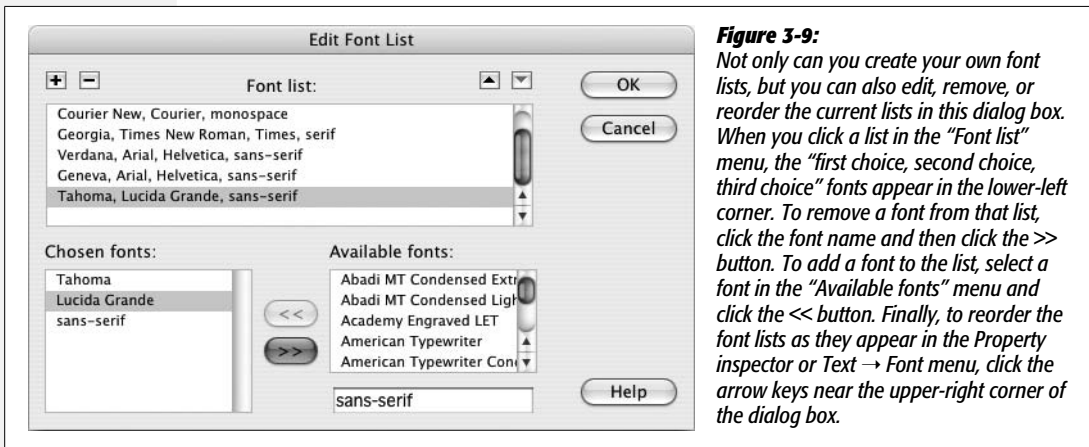 Edit Font List
+ −
Font list:
Courier New, Courier, monospace
Georgia, Times New Roman, Times, serif
Verdana, Arial, Helvetica, sans-serif
Geneva, Arial, Helvetica, sans-serif
Tahoma, Lucida Grande, sans-serif
OK
Cancel
Chosen fonts:
Tahoma
Lucida Grande
sans-serif
<<
>>
Available fonts:
Abadi MT Condensed Extr
Abadi MT Condensed Ligh
Academy Engraved LET
American Typewriter
American Typewriter Con
sans-serif
Help
Figure 3-9:
Not only can you create your own font
lists, but you can also edit, remove, or
reorder the current lists in this dialog box.
When you click a list in the “Font list”
menu, the “first choice, second choice,
third choice” fonts appear in the lower-left
corner. To remove a font from that list,
click the font name and then click the >>
button. To add a font to the list, select a
font in the “Available fonts” menu and
click the << button. Finally, to reorder the
font lists as they appear in the Property
inspector or Text → Font menu, click the
arrow keys near the upper-right corner of
the dialog box.